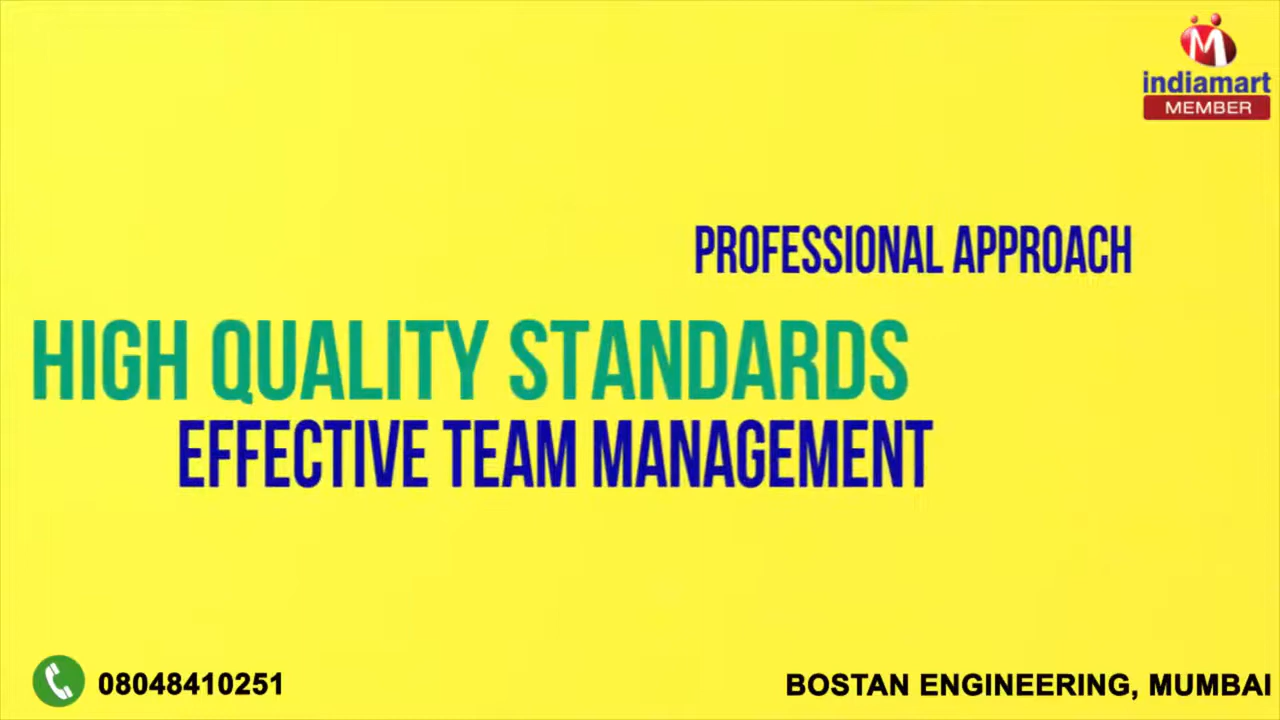 indiamart
MEMBER
PROFESSIONAL APPROACH
HIGH QUALITY STANDARDS
EFFECTIVE TEAM MANAGEMENT
08048410251
BOSTAN ENGINEERING, MUMBAI